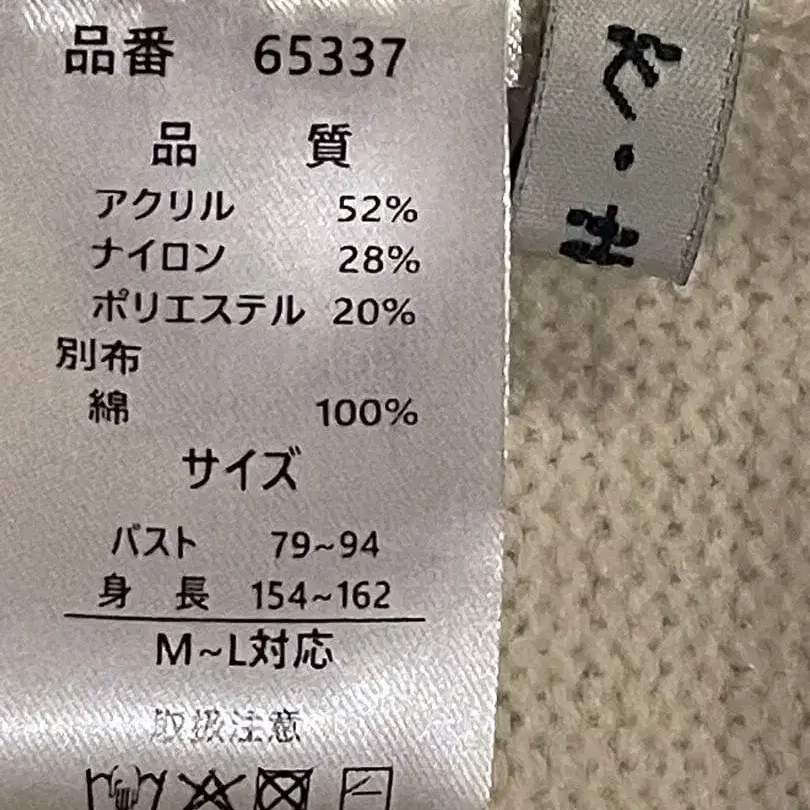 品番 65337
品 質
アクリル 52%
ナイロン 28%
ポリエステル 20%
別布
綿 100%
サイズ
バスト 79~94
身 長 154~162
M~L対応
取扱注意